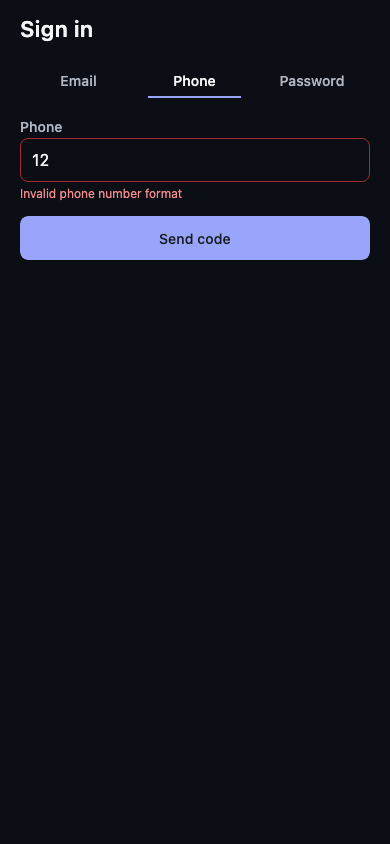 Sign in
Email Phone Password
Phone
12
Invalid phone number format
Send code